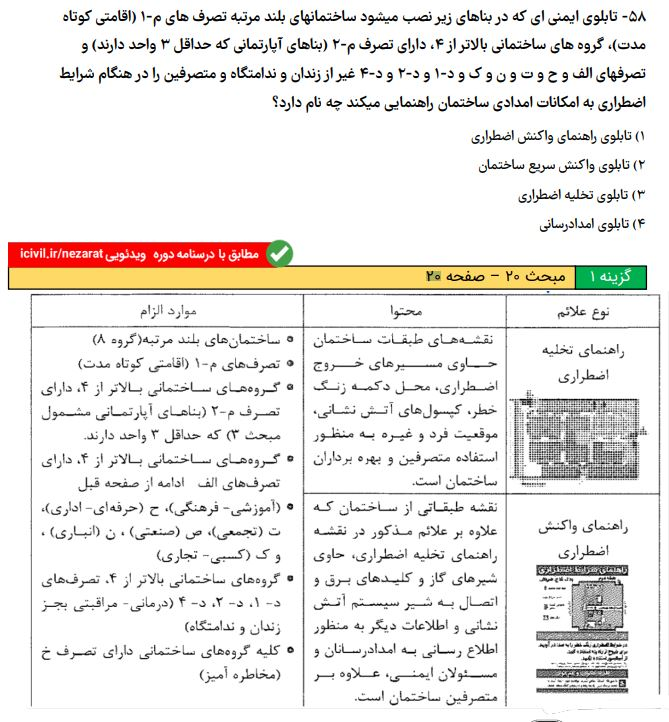 ۵۸- تابلوی ایمنی ای که در بناهای زیر نصب میشود ساختمانهای بلند مرتبه تصرف های م-۱ (اقامتی کوتاه
مدت)، گروه های ساختمانی بالاتر از ۴، دارای تصرف م-۲ (بناهای آپارتمانی که حداقل ۳ واحد دارند) و
تصرفهای الف و ح و ت و ن و ک و د-۱ و د-۲ و د-۴ غیر از زندان و ندامتگاه و متصرفین را در هنگام شرایط
اضطراری به امکانات امدادی ساختمان راهنمایی میکند چه نام دارد؟
۱) تابلوی راهنمای واکنش اضطراری
۲) تابلوی واکنش سریع ساختمان
۳) تابلوی تخلیه اضطراری
۴) تابلوی امدادرسانی
مطابق با درسنامه دوره ویدئویی icivil.ir/nezarat
گزینه ۱
مبحث ۲۰ – صفحه ۲۰
نوع علائم
محتوا
موارد الزام
راهنمای تخلیه
اضطراری
نقشه‌های طبقات ساختمان
حاوی مسیرهای خروج
اضطراری، محل دکمه زنگ
خطر، کپسول‌های آتش نشانی،
موقعیت فرد و غیره به منظور
استفاده متصرفین و بهره برداران
ساختمان است.
راهنمای واکنش
اضطراری
راهنمای شرایط اضطراری
نقشه طبقاتی از ساختمان که
علاوه بر علائم مذکور در نقشه
راهنمای تخلیه اضطراری، حاوی
شیرهای گاز و کلیدهای برق و
اتصال به شیر سیستم آتش
نشانی و اطلاعات دیگر به منظور
اطلاع رسانی به امدادرسانان و
مسئولان ایمنی، علاوه بر
متصرفین ساختمان است.
• ساختمان‌های بلند مرتبه(گروه ۸)
• تصرف‌های م-۱ (اقامتی کوتاه مدت)
• گروه‌های ساختمانی بالاتر از ۴، دارای
تصرف م-۲ (بناهای آپارتمانی مشمول
مبحث ۳) که حداقل ۳ واحد دارند.
• گروه‌های ساختمانی بالاتر از ۴، دارای
تصرف‌های الف ادامه از صفحه قبل
• (آموزشی- فرهنگی)، ح (حرفه‌ای- اداری)،
ت (تجمعی)، ص (صنعتی) ، ن (انباری) ،
و ک (کسبی- تجاری)
• گروه‌های ساختمانی بالاتر از ۴، تصرف‌های
د- ۱، د- ۲، د- ۴ (درمانی- مراقبتی بجز
زندان و ندامتگاه)
• کلیه گروه‌های ساختمانی دارای تصرف خ
(مخاطره آمیز)